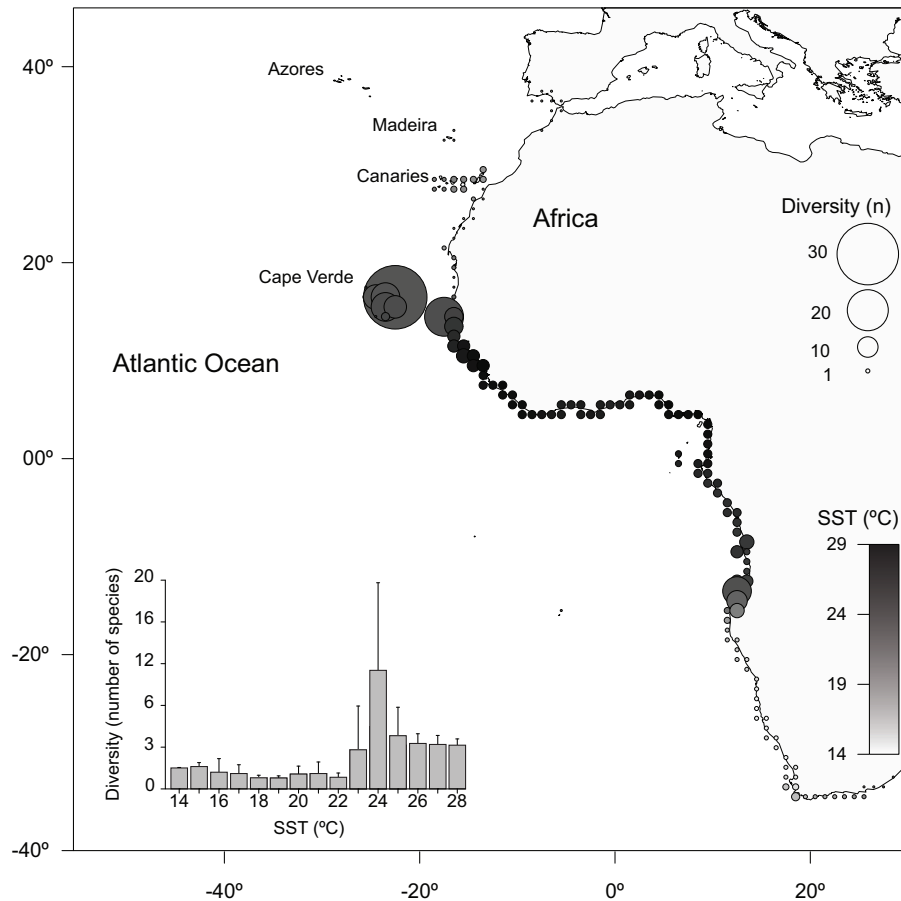 40º
20º
00º
-20º
-40º
-40º
-20º
0º
20º
Azores
Madeira
Canaries
Cape Verde
Africa
Atlantic Ocean
Diversity (n)
30
20
10
1
SST (ºC)
29
24
19
14
Diversity (number of species)
20
16
12
6
3
0
14 16 18 20 22 24 26 28
SST (ºC)